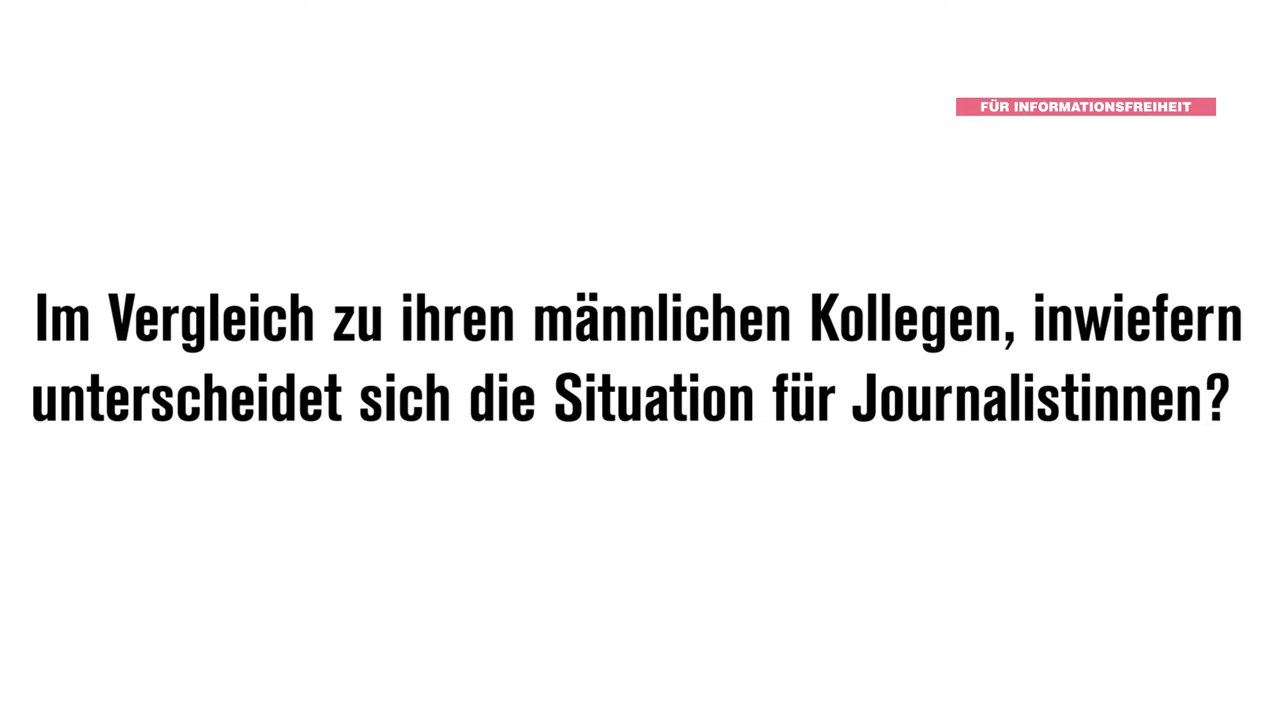 FÜR INFORMATIONSFREIHEIT
Im Vergleich zu ihren männlichen Kollegen, inwiefern
unterscheidet sich die Situation für Journalistinnen?